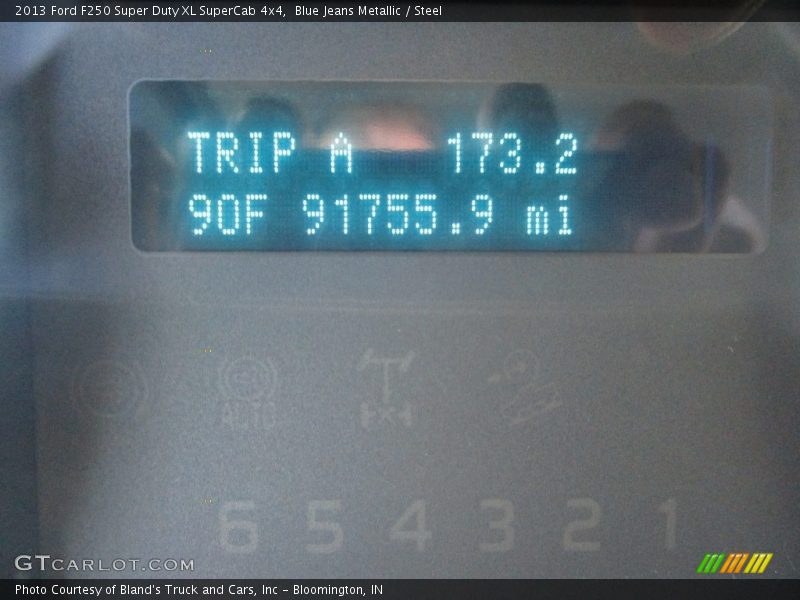 2013 Ford F250 Super Duty XL SuperCab 4x4, Blue Jeans Metallic / Steel
TRIP A 173.2
90F 91755.9 mi
AUTO
6 5 4 3 2 1
GTCARLOT.COM
Photo Courtesy of Bland's Truck and Cars, Inc - Bloomington, IN